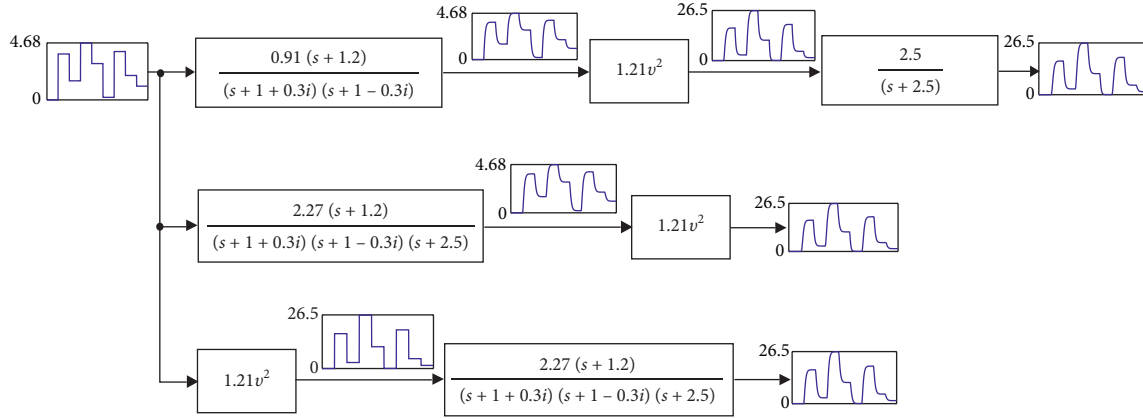 4.68
0
0.91 (s + 1.2)
(s + 1 + 0.3i) (s + 1 – 0.3i)
4.68
0
1.21v²
26.5
0
2.5
(s + 2.5)
26.5
0
2.27 (s + 1.2)
(s + 1 + 0.3i) (s + 1 – 0.3i) (s + 2.5)
4.68
0
1.21v²
26.5
0
1.21v²
26.5
0
2.27 (s + 1.2)
(s + 1 + 0.3i) (s + 1 – 0.3i) (s + 2.5)
26.5
0